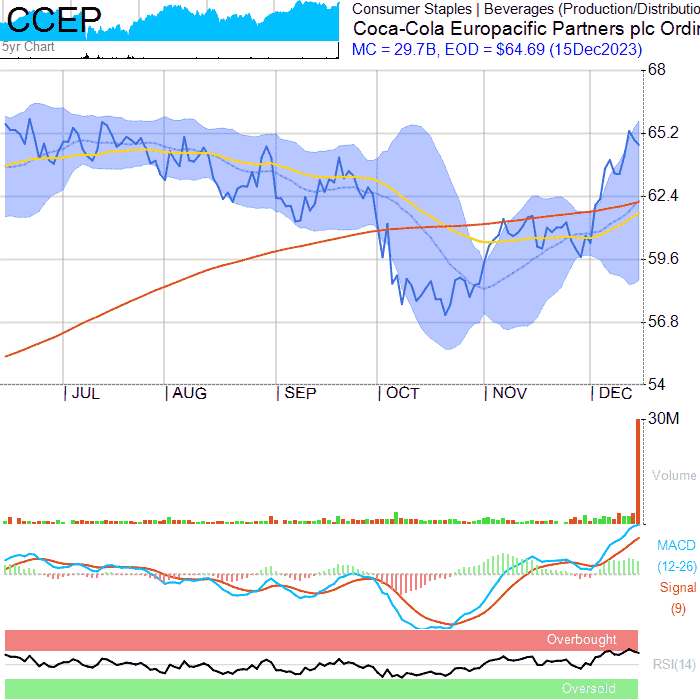 CCEP
5yr Chart
Consumer Staples | Beverages (Production/Distributio
Coca-Cola Europacific Partners plc Ordin
MC = 29.7B, EOD = $64.69 (15Dec2023)
68
65.2
62.4
59.6
56.8
54
| JUL | AUG | SEP | OCT | NOV | DEC
30M
Volume
MACD
(12-26)
Signal
(9)
Overbought
RSI(14)
Oversold